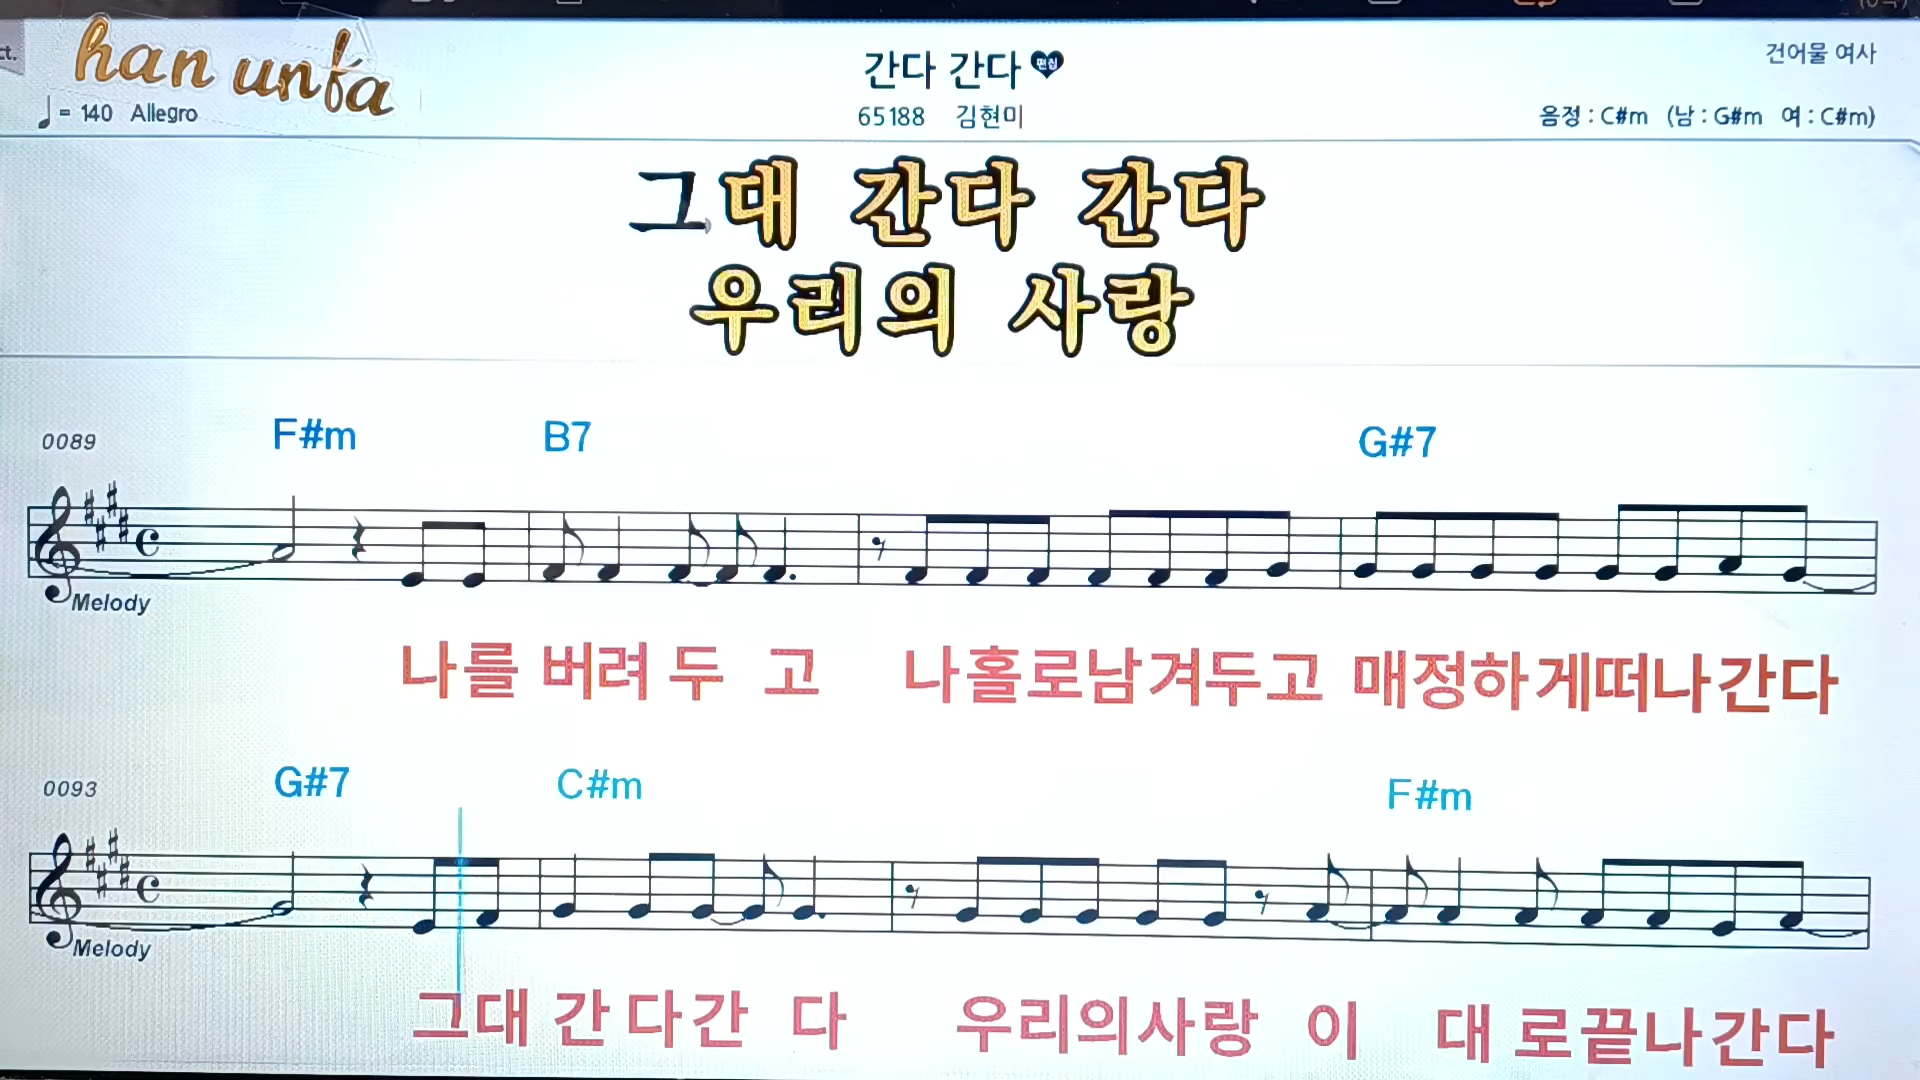 han unfa
간다 간다 편집
건어물 여사
♩ = 140 Allegro
65188 김현미
음정 : C#m (남 : G#m 여 : C#m)
그대 간다 간다
우리의 사랑
0089 F#m B7 G#7
Melody
나를 버려 두 고 나홀로남겨두고 매정하게떠나간다
0093 G#7 C#m F#m
Melody
그대 간 다간 다 우리의사랑 이 대 로끝나간다